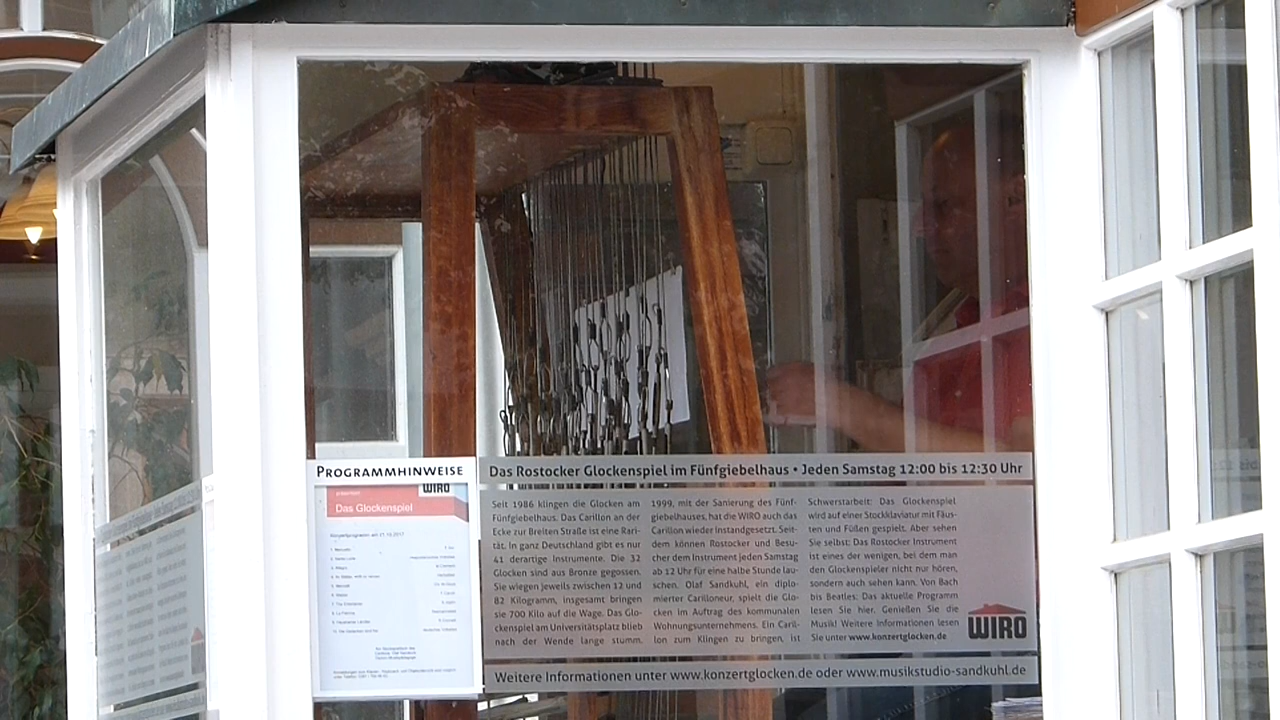 PROGRAMMHINWEISE
WIRO
Das Glockenspiel
Das Rostocker Glockenspiel im Fünfgiebelhaus • Jeden Samstag 12:00 bis 12:30 Uhr
Seit 1986 klingen die Glocken am
Fünfgiebelhaus. Das Carillon an der
Ecke zur Breiten Straße ist eine Rari-
tät. In ganz Deutschland gibt es nur
41 derartige Instrumente. Die 32
Glocken sind aus Bronze gegossen.
Sie wiegen jeweils zwischen 12 und
82 Kilogramm, insgesamt bringen
sie 700 Kilo auf die Wage. Das Glo-
ckenspiel am Universitätsplatz blieb
nach der Wende lange stumm.
1999, mit der Sanierung des Fünf-
giebelhauses, hat die WIRO auch das
Carillon wieder instandgesetzt. Seit-
dem können Rostocker und Besu-
cher dem Instrument jeden Samstag
ab 12 Uhr für eine halbe Stunde lau-
schen. Olaf Sandkuhl, ein diplo-
mierter Carilloneur, spielt die Glo-
cken im Auftrag des kommunalen
Wohnungsunternehmens. Ein Caril-
lon zum Klingen zu bringen, ist
Schwerstarbeit: Das Glockenspiel
wird auf einer Stockklaviatur mit Fäus-
ten und Füßen gespielt. Aber sehen
Sie selbst: Das Rostocker Instrument
ist eines der wenigen, bei dem man
den Glockenspieler nicht nur hören,
sondern auch sehen kann. Von Bach
bis Beatles: Das aktuelle Programm
lesen Sie hier. Genießen Sie die
Musik! Weitere Informationen lesen
Sie unter www.konzertglocken.de
WIRO
Weitere Informationen unter www.konzertglocken.de oder www.musikstudio-sandkuhl.de